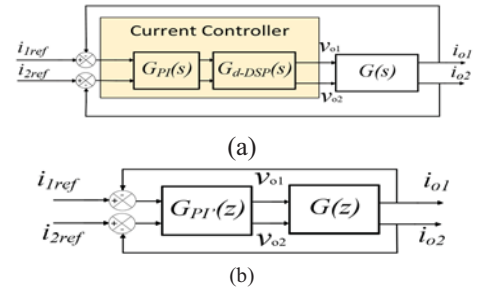 Current Controller
i1ref
i2ref
GPI(s)
Gd-DSP(s)
vo1
vo2
G(s)
io1
io2
(a)
i1ref
i2ref
GPI'(z)
vo1
vo2
G(z)
io1
io2
(b)